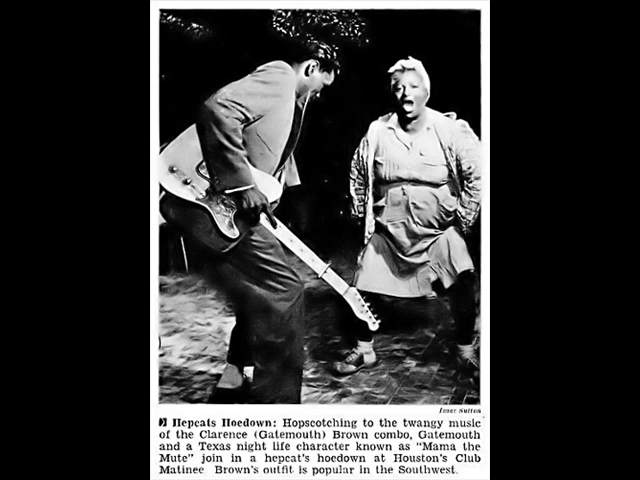 Isaac Sutton
Hepcats Hoedown: Hopscotching to the twangy music
of the Clarence (Gatemouth) Brown combo, Gatemouth
and a Texas night life character known as "Mama the
Mute" join in a hepcat's hoedown at Houston's Club
Matinee Brown's outfit is popular in the Southwest.